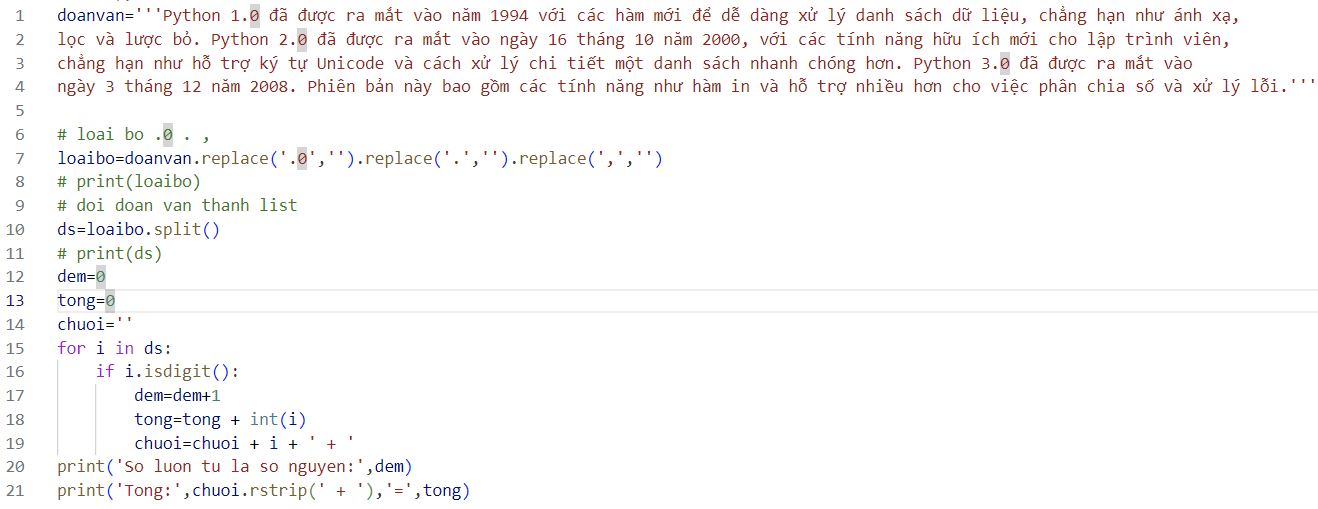 1 doanvan='''Python 1.0 đã được ra mắt vào năm 1994 với các hàm mới để dễ dàng xử lý danh sách dữ liệu, chẳng hạn như ánh xạ,
2 lọc và lược bỏ. Python 2.0 đã được ra mắt vào ngày 16 tháng 10 năm 2000, với các tính năng hữu ích mới cho lập trình viên,
3 chẳng hạn như hỗ trợ ký tự Unicode và cách xử lý chi tiết một danh sách nhanh chóng hơn. Python 3.0 đã được ra mắt vào
4 ngày 3 tháng 12 năm 2008. Phiên bản này bao gồm các tính năng như hàm in và hỗ trợ nhiều hơn cho việc phân chia số và xử lý lỗi.'''
5
6 # loai bo .0 . ,
7 loaibo=doanvan.replace('.0','').replace('.','').replace(',','')
8 # print(loaibo)
9 # doi doan van thanh list
10 ds=loaibo.split()
11 # print(ds)
12 dem=0
13 tong=0
14 chuoi=''
15 for i in ds:
16     if i.isdigit():
17         dem=dem+1
18         tong=tong + int(i)
19         chuoi=chuoi + i + ' + '
20 print('So luon tu la so nguyen:',dem)
21 print('Tong:',chuoi.rstrip(' + '),'=',tong)